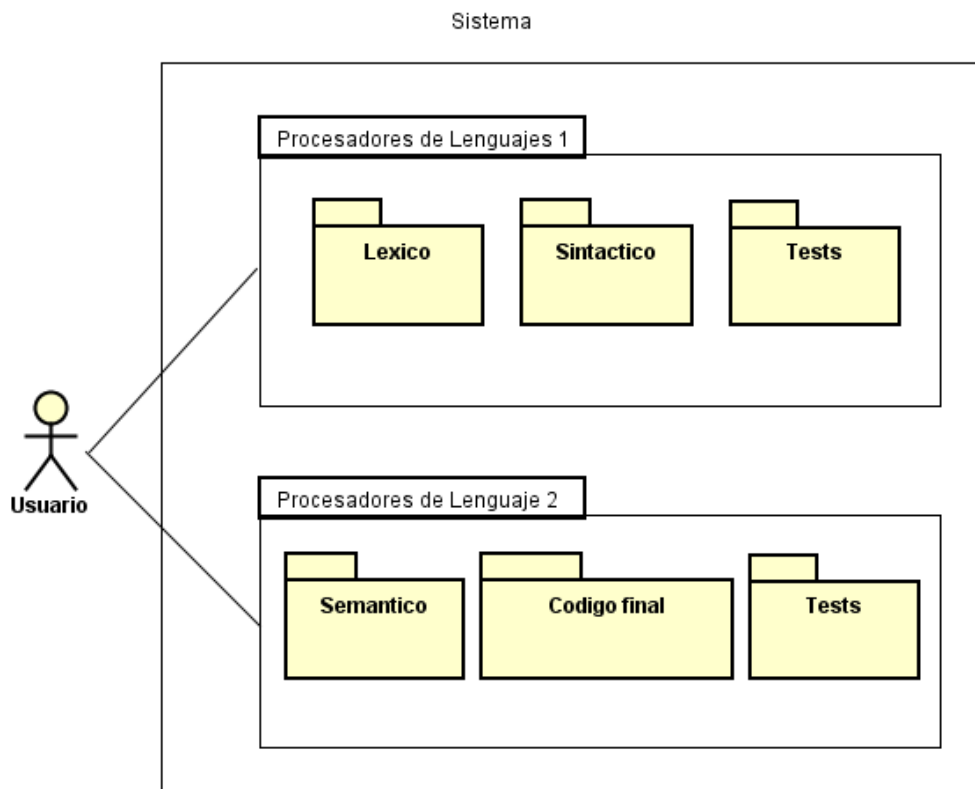 Sistema
Procesadores de Lenguajes 1
Lexico
Sintactico
Tests
Usuario
Procesadores de Lenguaje 2
Semantico
Codigo final
Tests